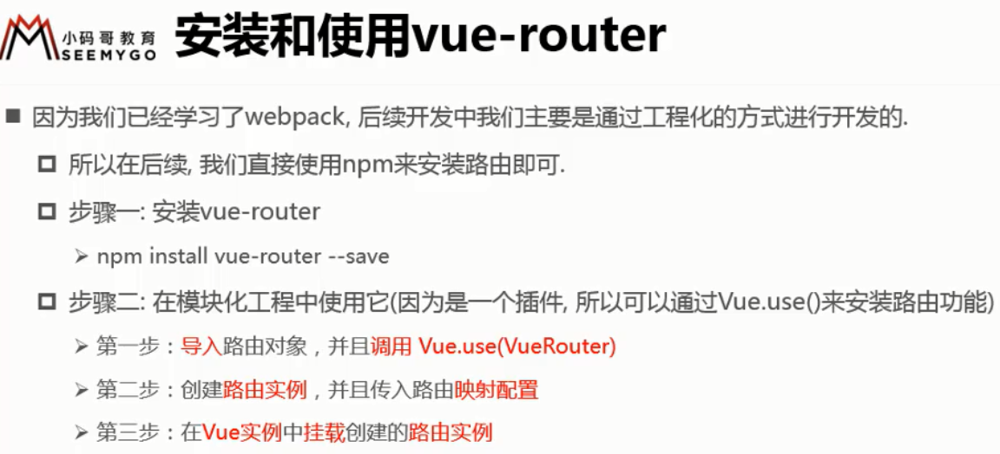 小码哥教育
SEEMYGO
安装和使用vue-router
因为我们已经学习了webpack, 后续开发中我们主要是通过工程化的方式进行开发的.
所以在后续, 我们直接使用npm来安装路由即可.
步骤一: 安装vue-router
npm install vue-router --save
步骤二: 在模块化工程中使用它(因为是一个插件, 所以可以通过Vue.use()来安装路由功能)
第一步：导入路由对象，并且调用 Vue.use(VueRouter)
第二步：创建路由实例，并且传入路由映射配置
第三步：在Vue实例中挂载创建的路由实例